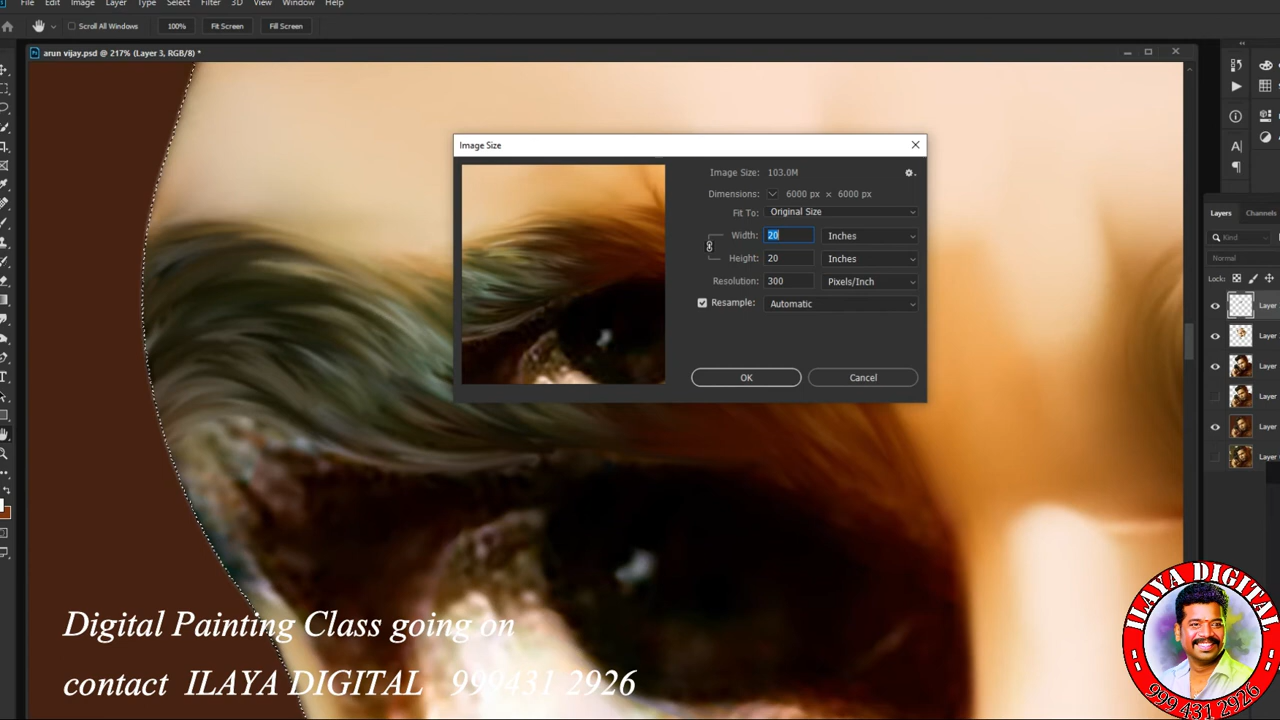 File Edit Image Layer Type Select Filter 3D View Window Help
Scroll All Windows 100% Fit Screen Fill Screen
arun vijay.psd @ 217% (Layer 3, RGB/8) *
Image Size
Image Size: 103.0M
Dimensions: 6000 px × 6000 px
Fit To: Original Size
Width: 20 Inches
Height: 20 Inches
Resolution: 300 Pixels/Inch
Resample: Automatic
OK Cancel
Layers Channels
Kind
Normal
Lock:
Layer
Layer
Layer
Layer
Layer
Layer
Digital Painting Class going on
contact ILAYA DIGITAL 999431 2926
ILAYA DIGITAL
999 431 2926